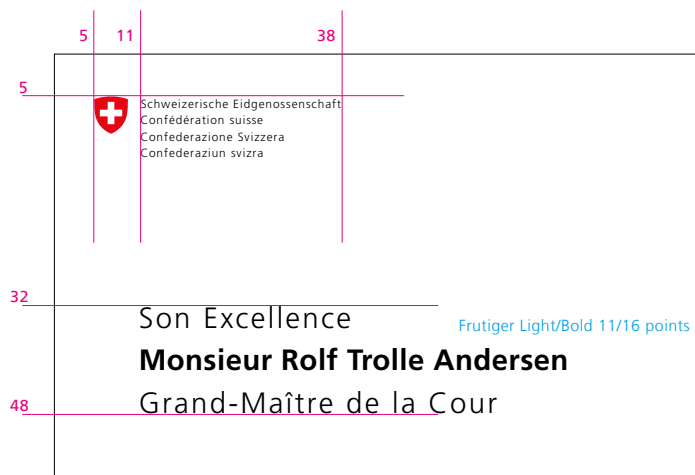 5 11 38
5
Schweizerische Eidgenossenschaft
Confédération suisse
Confederazione Svizzera
Confederaziun svizra
32
Son Excellence
Frutiger Light/Bold 11/16 points
Monsieur Rolf Trolle Andersen
48
Grand-Maître de la Cour